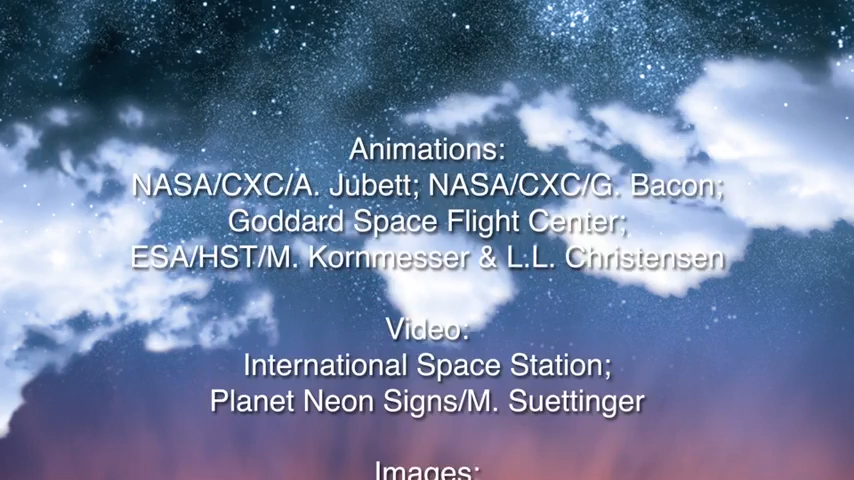 Animations:
NASA/CXC/A. Jubett; NASA/CXC/G. Bacon;
Goddard Space Flight Center;
ESA/HST/M. Kornmesser & L.L. Christensen
Video:
International Space Station;
Planet Neon Signs/M. Suettinger
Images: